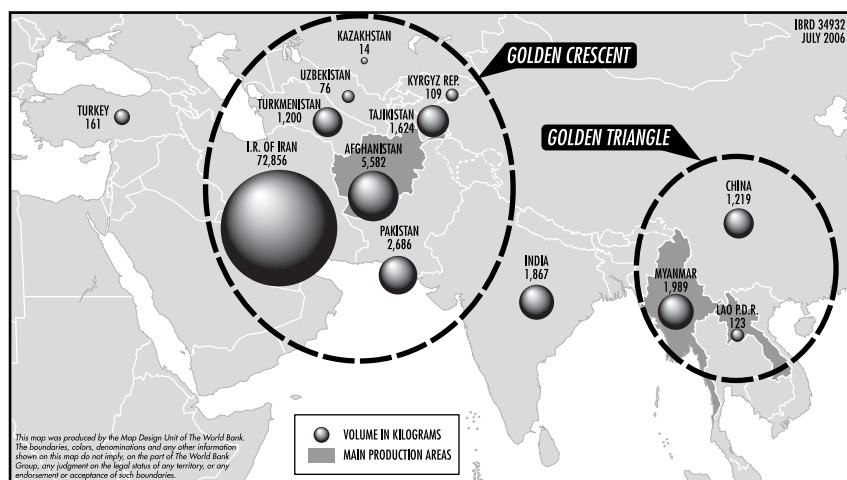 IBRD 34932
JULY 2006
KAZAKHSTAN
14
GOLDEN CRESCENT
UZBEKISTAN
76
KYRGYZ REP.
109
TURKEY
161
TURKMENISTAN
1,200
TAJIKISTAN
1,624
GOLDEN TRIANGLE
I.R. OF IRAN
72,856
AFGHANISTAN
5,582
CHINA
1,219
PAKISTAN
2,686
INDIA
1,867
MYANMAR
1,989
LAO P.D.R.
123
VOLUME IN KILOGRAMS
MAIN PRODUCTION AREAS
This map was produced by the Map Design Unit of The World Bank.
The boundaries, colors, denominations and any other information
shown on this map do not imply, on the part of The World Bank
Group, any judgment on the legal status of any territory, or any
endorsement or acceptance of such boundaries.